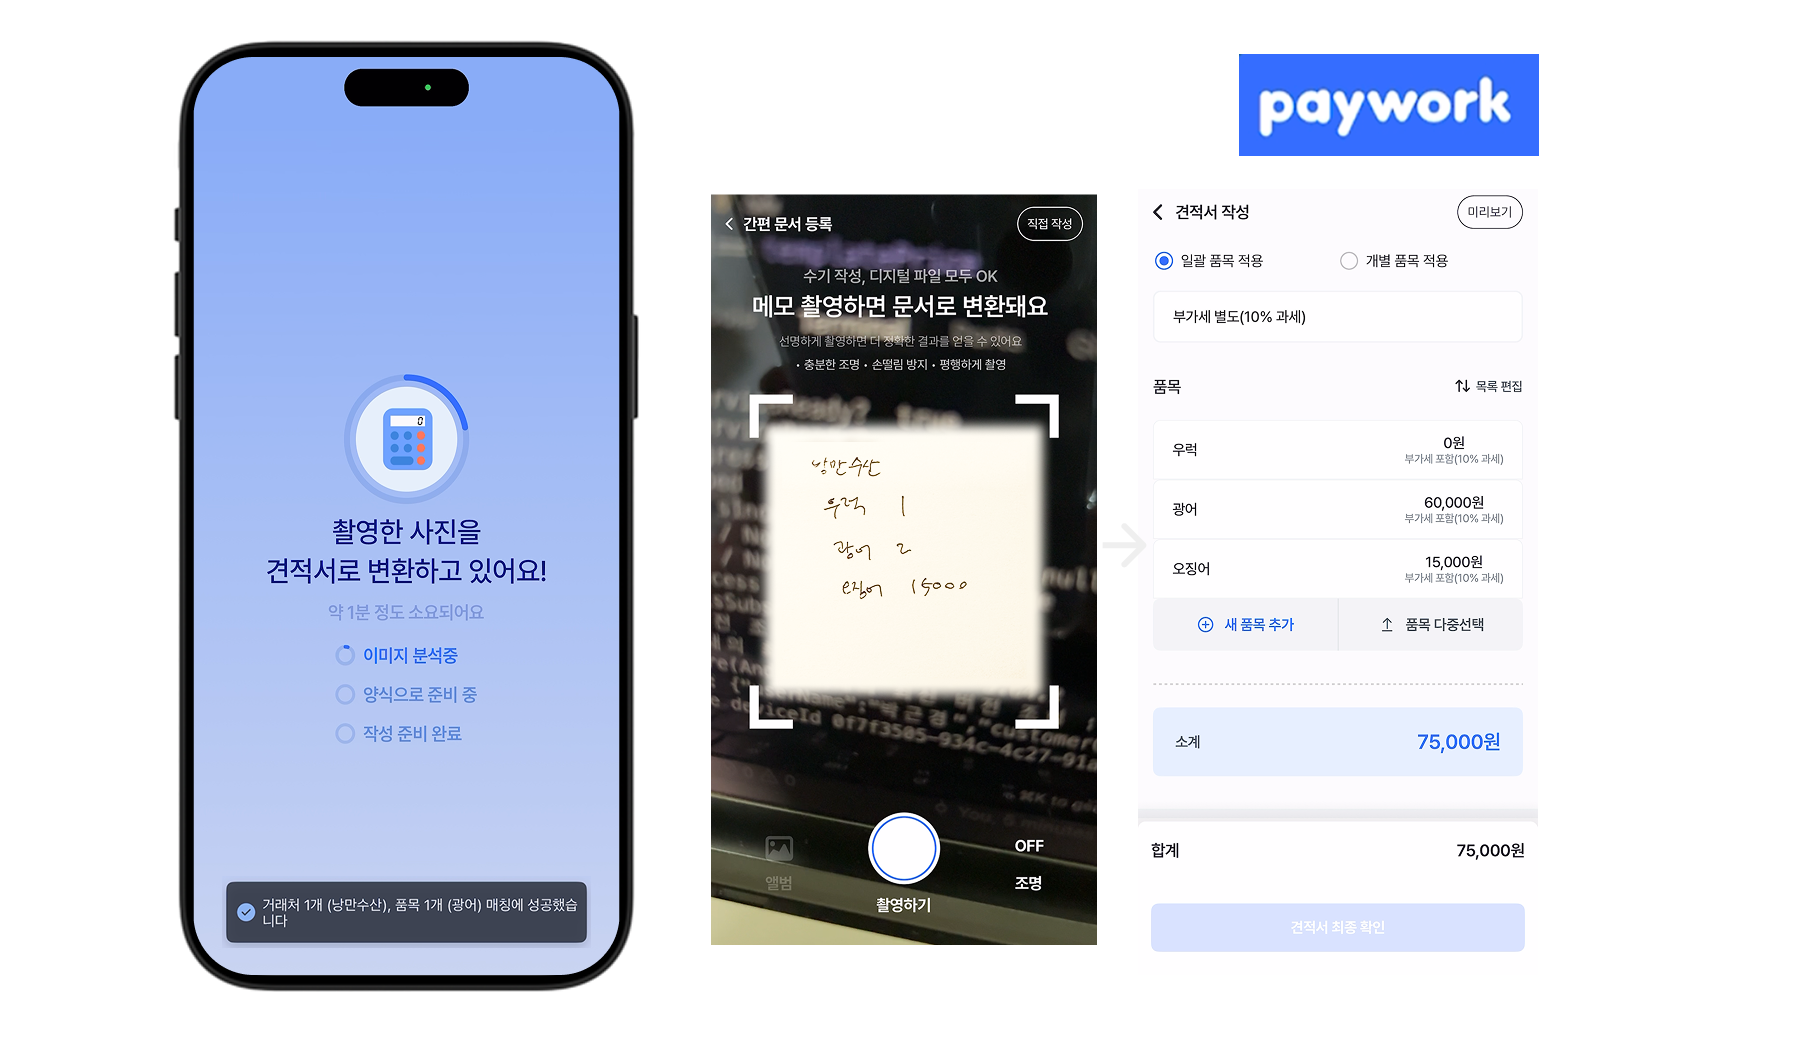 촬영한 사진을
견적서로 변환하고 있어요!
약 1분 정도 소요되어요
이미지 분석중
양식으로 준비 중
작성 준비 완료
거래처 1개 (낭만수산), 품목 1개 (광어) 매칭에 성공했습
니다
간편 문서 등록
직접 작성
수기 작성, 디지털 파일 모두 OK
메모 촬영하면 문서로 변환돼요
선명하게 촬영하면 더 정확한 결과를 얻을 수 있어요
• 충분한 조명 • 손떨림 방지 • 평행하게 촬영
낭만수산
우럭 1
광어 2
오징어 15000
앨범
촬영하기
OFF
조명
paywork
견적서 작성
미리보기
일괄 품목 적용
개별 품목 적용
부가세 별도(10% 과세)
품목
목록 편집
우럭
0원
부가세 포함(10% 과세)
광어
60,000원
부가세 포함(10% 과세)
오징어
15,000원
부가세 포함(10% 과세)
새 품목 추가
품목 다중선택
소계
75,000원
합계
75,000원
견적서 최종 확인